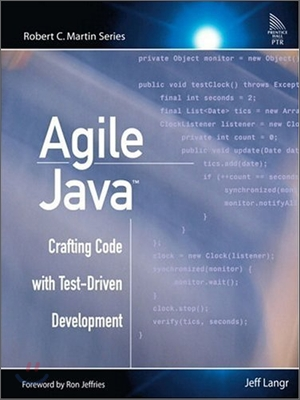 Robert C. Martin Series
PRENTICE
HALL
PTR
private Object monitor = new Object()
public void testClock() throws Except
final int seconds = 2;
final List<Date> tics = new Array
ClockListener listener = new Clo
private int count = 0;
public void update(Date dat
tics.add(date);
if (++count == secon
synchronized(mon
monitor.notifyAl
Agile
Java™
Crafting Code
with Test-Driven
Development
clock = new Clock(listener);
synchronized(monitor) {
monitor.wait();
}
clock.stop();
verify(tics, seconds);
}
Foreword by Ron Jeffries
Jeff Langr